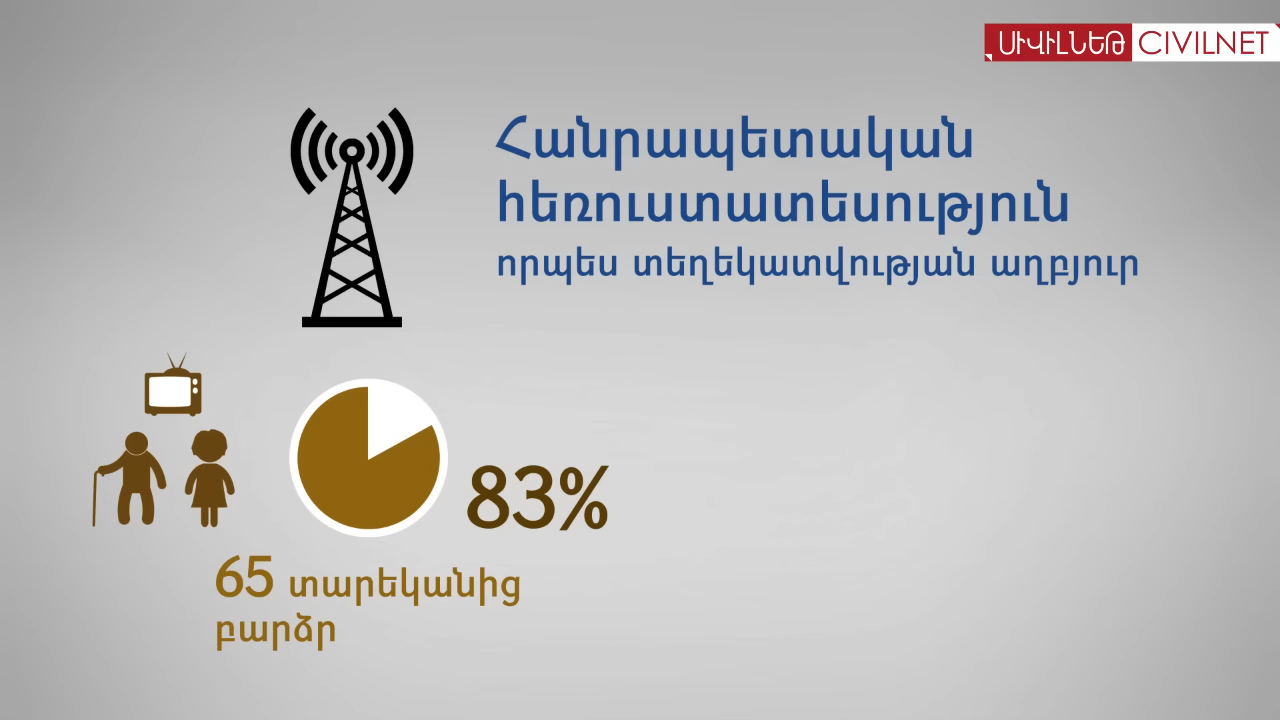 ՍԻՎԻԼՆԵԹ CIVILNET
Հանրապետական
հեռուստատեսություն
որպես տեղեկատվության աղբյուր
83%
65 տարեկանից
բարձր